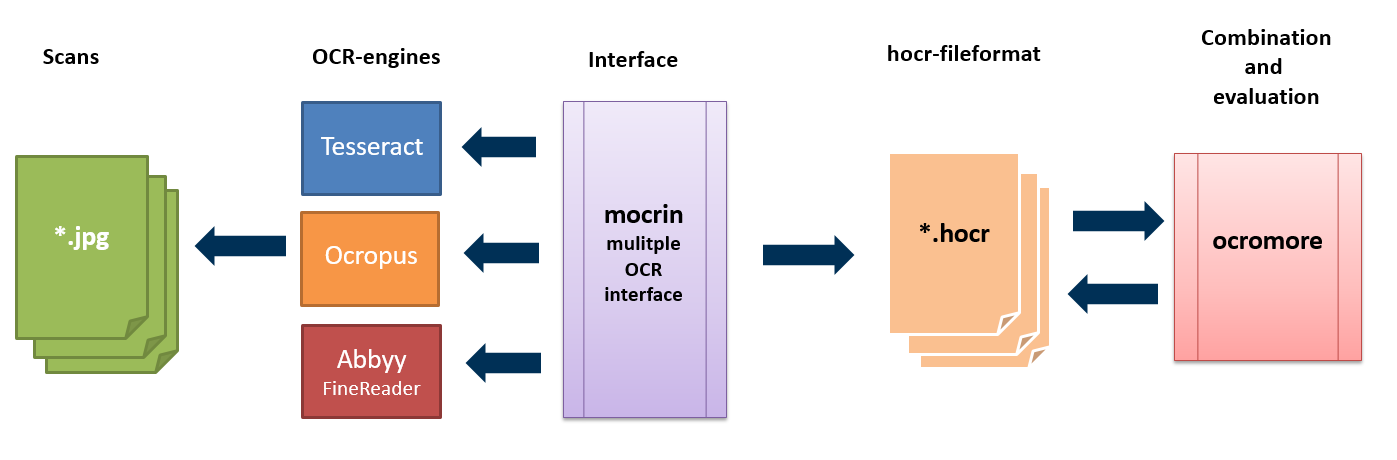 Scans
OCR-engines
Interface
hocr-fileformat
Combination
and
evaluation
*.jpg
Tesseract
Ocropus
Abbyy
FineReader
mocrin
mulitple
OCR
interface
*.hocr
ocromore